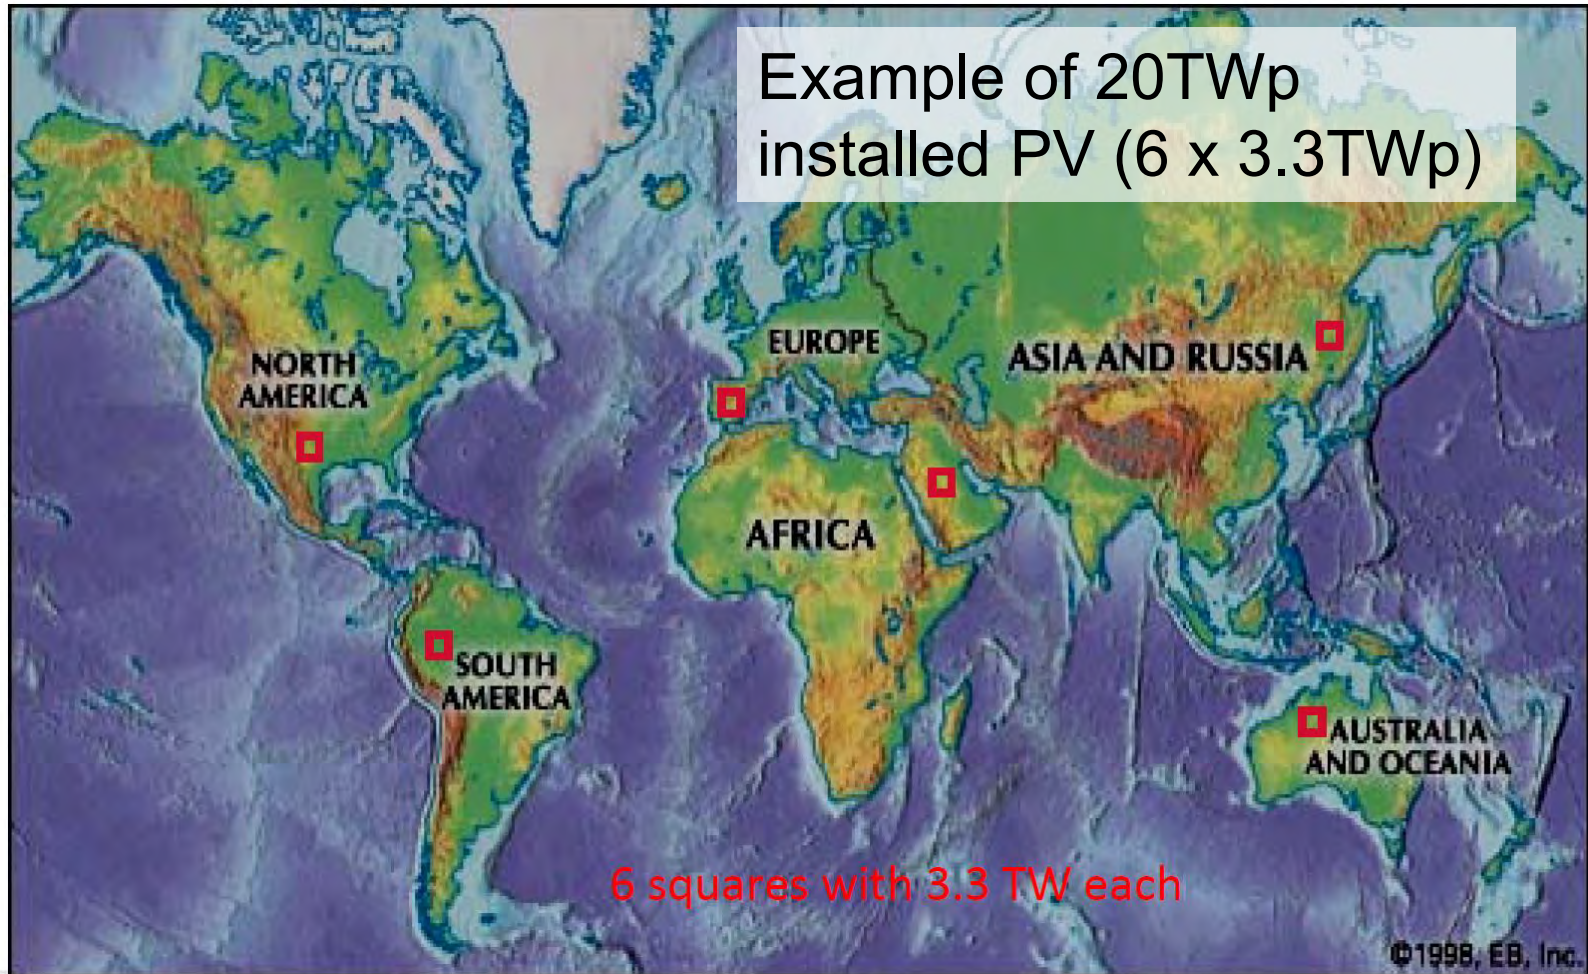 Example of 20TWp
installed PV (6 x 3.3TWp)
EUROPE
ASIA AND RUSSIA
NORTH
AMERICA
AFRICA
SOUTH
AMERICA
AUSTRALIA
AND OCEANIA
6 squares with 3.3 TW each
©1998, EB, Inc.